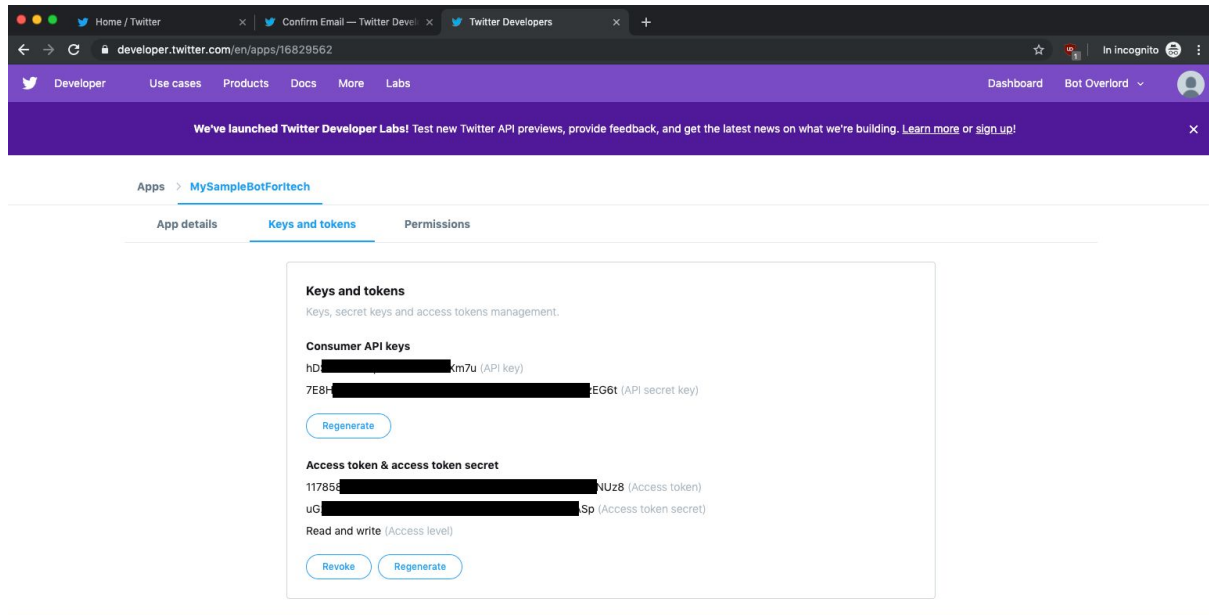 Home / Twitter
Confirm Email — Twitter Devel
Twitter Developers
developer.twitter.com/en/apps/16829562
In incognito
Developer Use cases Products Docs More Labs Dashboard Bot Overlord
We've launched Twitter Developer Labs! Test new Twitter API previews, provide feedback, and get the latest news on what we're building. Learn more or sign up!
Apps > MySampleBotForItech
App details Keys and tokens Permissions
Keys and tokens
Keys, secret keys and access tokens management.
Consumer API keys
hD Km7u (API key)
7E8H zEG6t (API secret key)
Regenerate
Access token & access token secret
117858 NUz8 (Access token)
uG ASp (Access token secret)
Read and write (Access level)
Revoke Regenerate